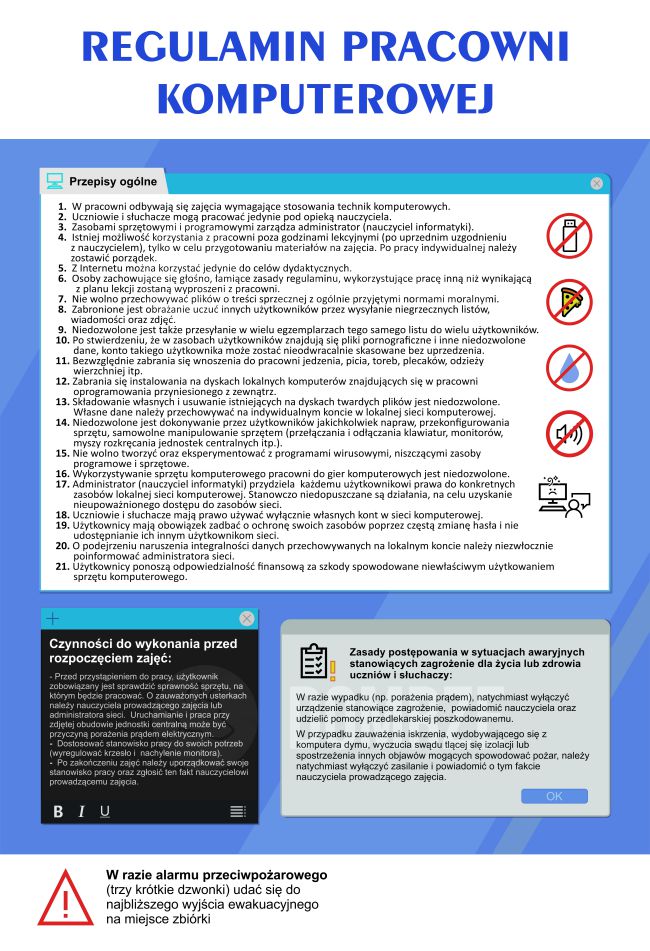 REGULAMIN PRACOWNI
KOMPUTEROWEJ
Przepisy ogólne
1. W pracowni odbywają się zajęcia wymagające stosowania technik komputerowych.
2. Uczniowie i słuchacze mogą pracować jedynie pod opieką nauczyciela.
3. Zasobami sprzętowymi i programowymi zarządza administrator (nauczyciel informatyki).
4. Istniej możliwość korzystania z pracowni poza godzinami lekcyjnymi (po uprzednim uzgodnieniu
z nauczycielem), tylko w celu przygotowaniu materiałów na zajęcia. Po pracy indywidualnej należy
zostawić porządek.
5. Z Internetu można korzystać jedynie do celów dydaktycznych.
6. Osoby zachowujące się głośno, łamiące zasady regulaminu, wykorzystujące pracę inną niż wynikającą
z planu lekcji zostaną wyproszeni z pracowni.
7. Nie wolno przechowywać plików o treści sprzecznej z ogólnie przyjętymi normami moralnymi.
8. Zabronione jest obrażanie uczuć innych użytkowników przez wysyłanie niegrzecznych listów,
wiadomości oraz zdjęć.
9. Niedozwolone jest także przesyłanie w wielu egzemplarzach tego samego listu do wielu użytkowników.
10. Po stwierdzeniu, że w zasobach użytkowników znajdują się pliki pornograficzne i inne niedozwolone
dane, konto takiego użytkownika może zostać nieodwracalnie skasowane bez uprzedzenia.
11. Bezwzględnie zabrania się wnoszenia do pracowni jedzenia, picia, toreb, plecaków, odzieży
wierzchniej itp.
12. Zabrania się instalowania na dyskach lokalnych komputerów znajdujących się w pracowni
oprogramowania przyniesionego z zewnątrz.
13. Składowanie własnych i usuwanie istniejących na dyskach twardych plików jest niedozwolone.
Własne dane należy przechowywać na indywidualnym koncie w lokalnej sieci komputerowej.
14. Niedozwolone jest dokonywanie przez użytkowników jakichkolwiek napraw, przekonfigurowania
sprzętu, samowolne manipulowanie sprzętem (przełączania i odłączania klawiatur, monitorów,
myszy rozkręcania jednostek centralnych itp.).
15. Nie wolno tworzyć oraz eksperymentować z programami wirusowymi, niszczącymi zasoby
programowe i sprzętowe.
16. Wykorzystywanie sprzętu komputerowego pracowni do gier komputerowych jest niedozwolone.
17. Administrator (nauczyciel informatyki) przydziela każdemu użytkownikowi prawa do konkretnych
zasobów lokalnej sieci komputerowej. Stanowczo niedopuszczane są działania, na celu uzyskanie
nieupoważnionego dostępu do zasobów sieci.
18. Uczniowie i słuchacze mają prawo używać wyłącznie własnych kont w sieci komputerowej.
19. Użytkownicy mają obowiązek zadbać o ochronę swoich zasobów poprzez częstą zmianę hasła i nie
udostępnianie ich innym użytkownikom sieci.
20. O podejrzeniu naruszenia integralności danych przechowywanych na lokalnym koncie należy niezwłocznie
poinformować administratora sieci.
21. Użytkownicy ponoszą odpowiedzialność finansową za szkody spowodowane niewłaściwym użytkowaniem
sprzętu komputerowego.
Czynności do wykonania przed
rozpoczęciem zajęć:
- Przed przystąpieniem do pracy, użytkownik
zobowiązany jest sprawdzić sprawność sprzętu, na
którym będzie pracować. O zauważonych usterkach
należy nauczyciela prowadzącego zajęcia lub
administratora sieci. Uruchamianie i praca przy
zdjętej obudowie jednostki centralnej może być
przyczyną porażenia prądem elektrycznym.
- Dostosować stanowisko pracy do swoich potrzeb
(wyregulować krzesło i nachylenie monitora).
- Po zakończeniu zajęć należy uporządkować swoje
stanowisko pracy oraz zgłosić ten fakt nauczycielowi
prowadzącemu zajęcia.
B I U
Zasady postępowania w sytuacjach awaryjnych
stanowiących zagrożenie dla życia lub zdrowia
uczniów i słuchaczy:
W razie wypadku (np. porażenia prądem), natychmiast wyłączyć
urządzenie stanowiące zagrożenie, powiadomić nauczyciela oraz
udzielić pomocy przedlekarskiej poszkodowanemu.
W przypadku zauważenia iskrzenia, wydobywającego się z
komputera dymu, wyczucia swądu tlącej się izolacji lub
spostrzeżenia innych objawów mogących spowodować pożar, należy
natychmiast wyłączyć zasilanie i powiadomić o tym fakcie
nauczyciela prowadzącego zajęcia.
OK
W razie alarmu przeciwpożarowego
(trzy krótkie dzwonki) udać się do
najbliższego wyjścia ewakuacyjnego
na miejsce zbiórki